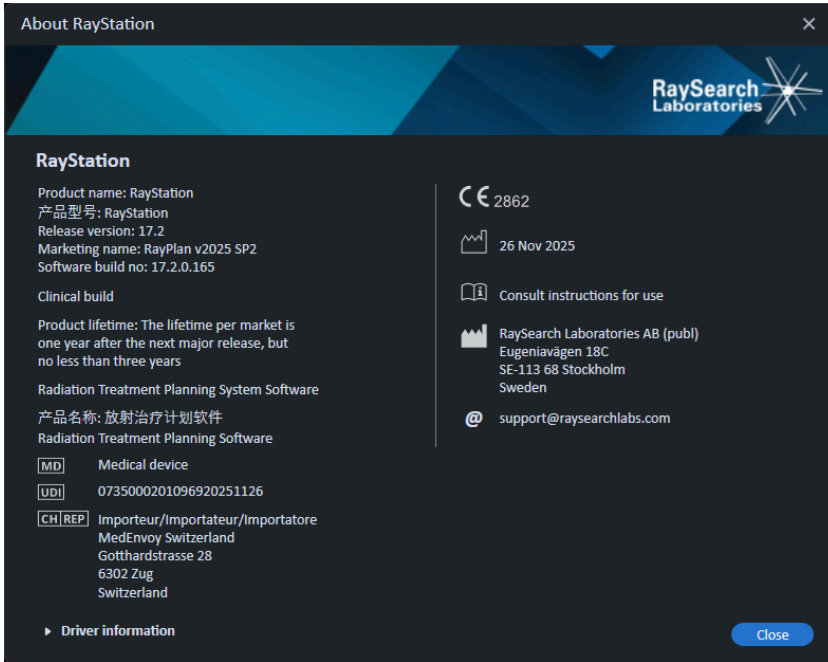 About RayStation
RaySearch
Laboratories
RayStation
Product name: RayStation
产品型号: RayStation
Release version: 17.2
Marketing name: RayPlan v2025 SP2
Software build no: 17.2.0.165
Clinical build
Product lifetime: The lifetime per market is
one year after the next major release, but
no less than three years
Radiation Treatment Planning System Software
产品名称: 放射治疗计划软件
Radiation Treatment Planning Software
MD Medical device
UDI 0735000201096920251126
CH REP Importeur/Importateur/Importatore
MedEnvoy Switzerland
Gotthardstrasse 28
6302 Zug
Switzerland
Driver information
CE 2862
26 Nov 2025
Consult instructions for use
RaySearch Laboratories AB (publ)
Eugeniavägen 18C
SE-113 68 Stockholm
Sweden
@ support@raysearchlabs.com
Close